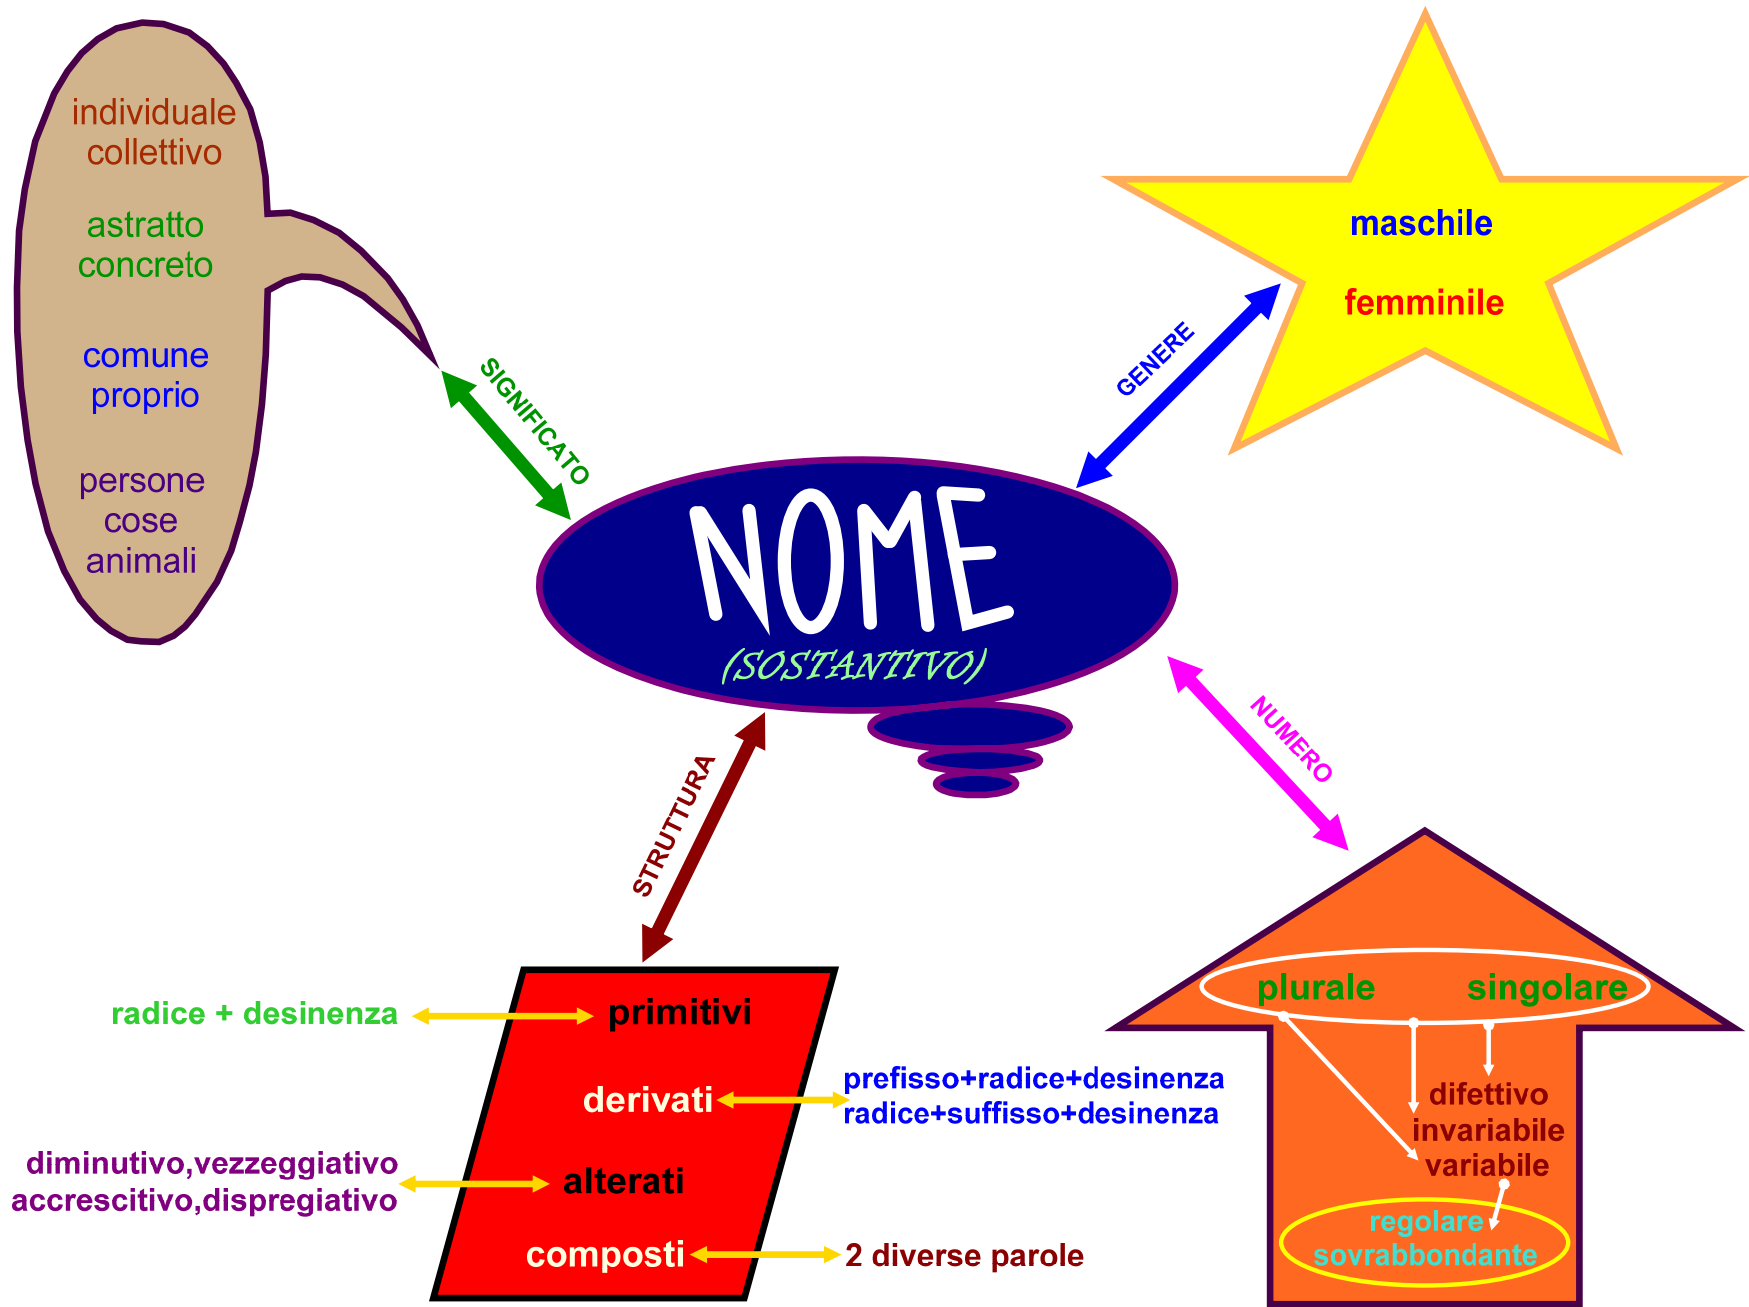 individuale
collettivo
astratto
concreto
comune
proprio
persone
cose
animali
SIGNIFICATO
maschile
femminile
GENERE
NOME
(SOSTANTIVO)
NUMERO
plurale singolare
difettivo
invariabile
variabile
regolare
sovrabbondante
STRUTTURA
radice + desinenza
primitivi
derivati
prefisso+radice+desinenza
radice+suffisso+desinenza
diminutivo,vezzeggiativo
accrescitivo,dispregiativo
alterati
composti
2 diverse parole